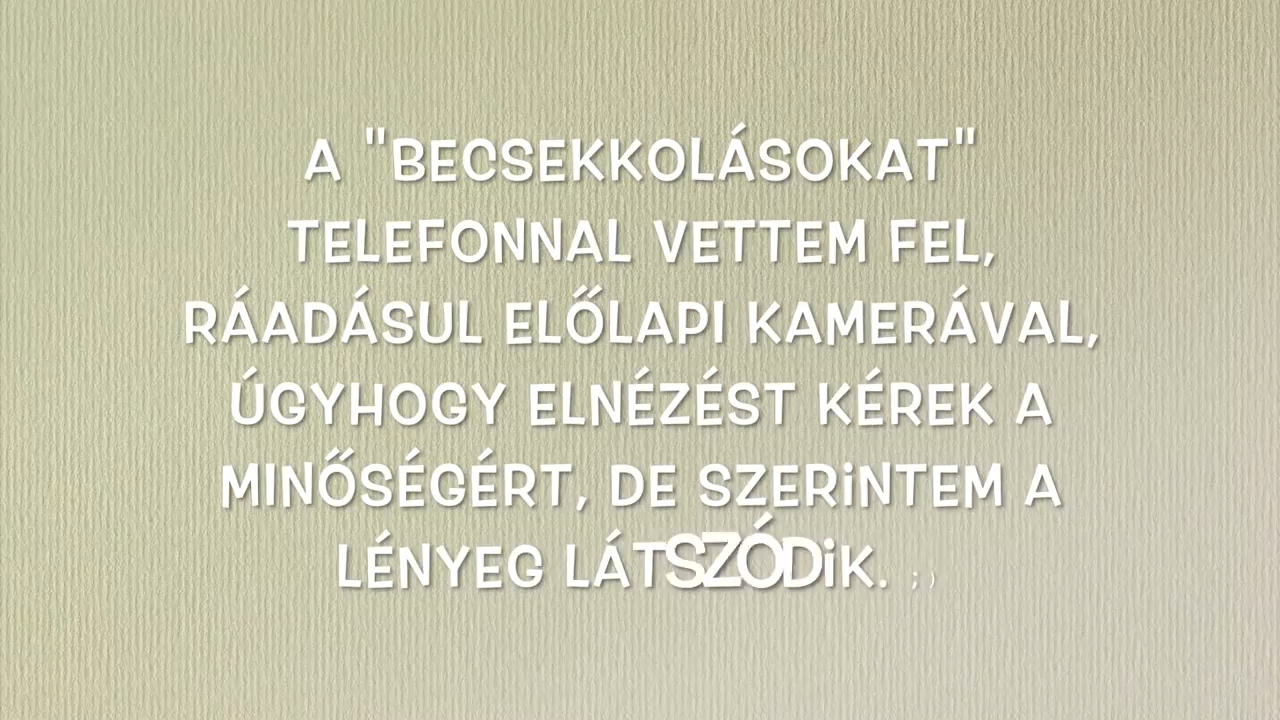 A "BECSEKKOLÁSOKAT"
TELEFONNAL VETTEM FEL,
RÁADÁSUL ELŐLAPI KAMERÁVAL,
ÚGYHOGY ELNÉZÉST KÉREK A
MINŐSÉGÉRT, DE SZERINTEM A
LÉNYEG LÁTSZÓDIK. ;)